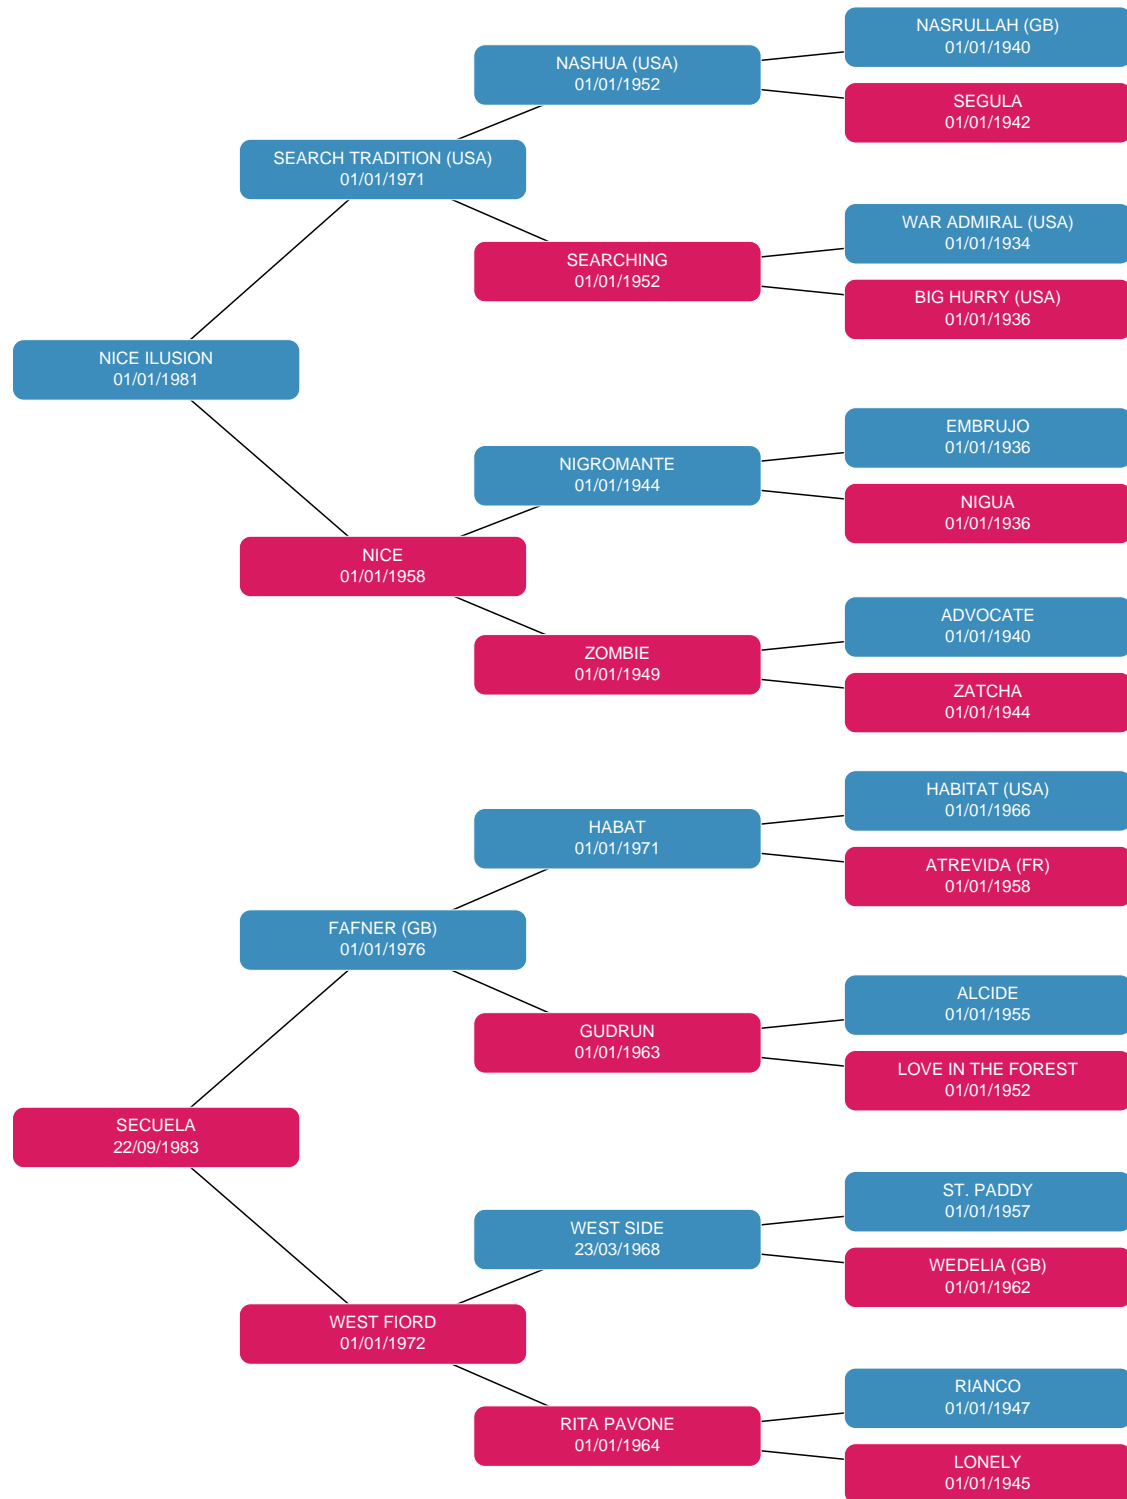 NASRULLAH (GB)
01/01/1940
NASHUA (USA)
01/01/1952
SEGULA
01/01/1942
SEARCH TRADITION (USA)
01/01/1971
WAR ADMIRAL (USA)
01/01/1934
SEARCHING
01/01/1952
BIG HURRY (USA)
01/01/1936
NICE ILUSION
01/01/1981
EMBRUJO
01/01/1936
NIGROMANTE
01/01/1944
NIGUA
01/01/1936
NICE
01/01/1958
ADVOCATE
01/01/1940
ZOMBIE
01/01/1949
ZATCHA
01/01/1944
HABITAT (USA)
01/01/1966
HABAT
01/01/1971
ATREVIDA (FR)
01/01/1958
FAFNER (GB)
01/01/1976
ALCIDE
01/01/1955
GUDRUN
01/01/1963
LOVE IN THE FOREST
01/01/1952
SECUELA
22/09/1983
ST. PADDY
01/01/1957
WEST SIDE
23/03/1968
WEDELIA (GB)
01/01/1962
WEST FIORD
01/01/1972
RIANCO
01/01/1947
RITA PAVONE
01/01/1964
LONELY
01/01/1945